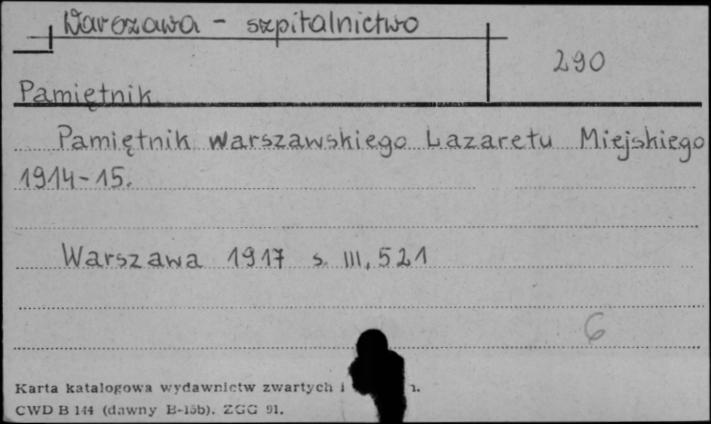 Warszawa - szpitalnictwo
290
Pamiętnik
Pamiętnik Warszawskiego Lazaretu Miejskiego
1914-15.
Warszawa 1917 s. III, 521
6
Karta katalogowa wydawnictw zwartych i
CWD B 144 (dawny B-15b). ZGG 91.